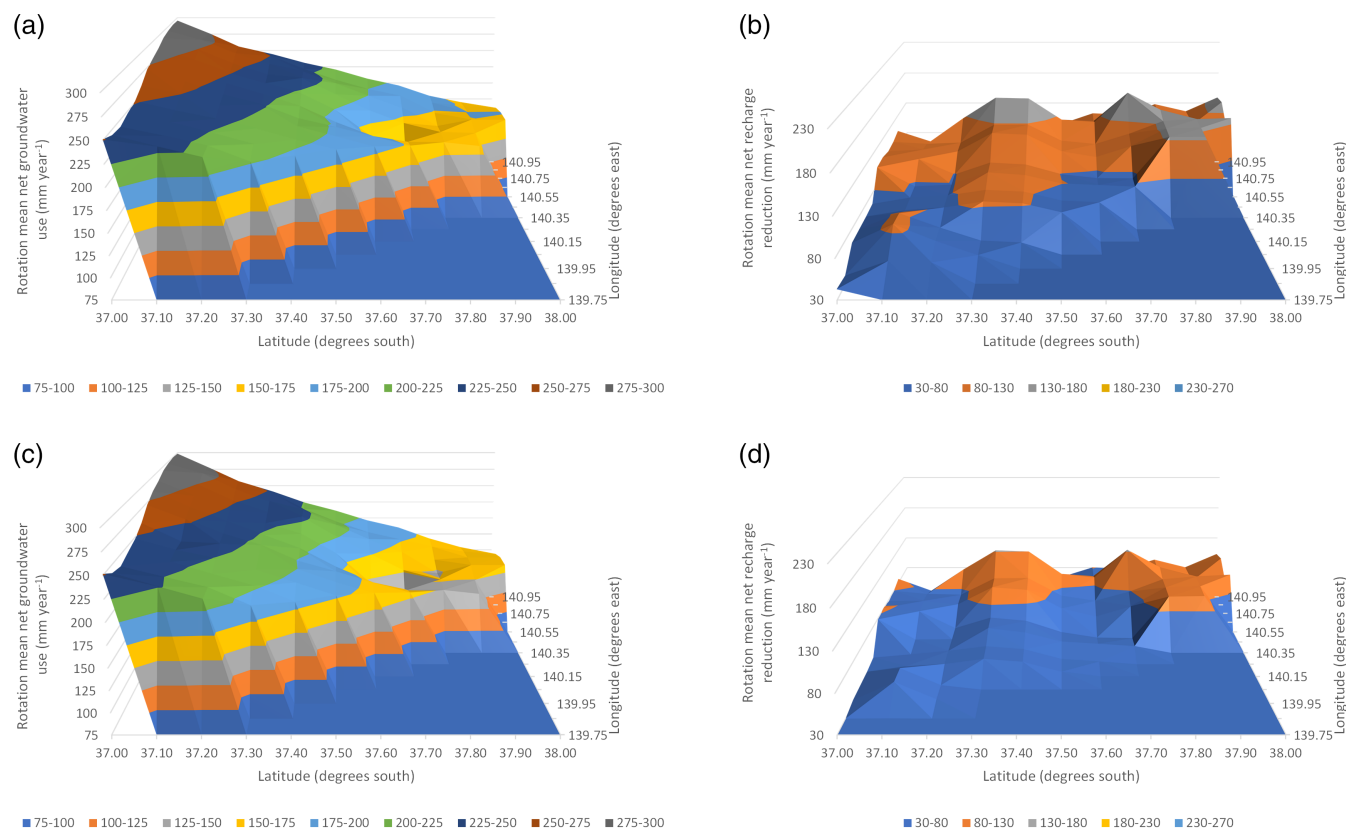 (a)
Rotation mean net groundwater
use (mm year-1)
300
275
250
225
200
175
150
125
100
75
37.00 37.10 37.20 37.30 37.40 37.50 37.60 37.70 37.80 37.90 38.00
Latitude (degrees south)
140.95
140.75
140.55
140.35
140.15
139.95
139.75
Longitude (degrees east)
75-100 100-125 125-150 150-175 175-200 200-225 225-250 250-275 275-300
(b)
Rotation mean net recharge
reduction (mm year-1)
230
180
130
80
30
37.00 37.10 37.20 37.30 37.40 37.50 37.60 37.70 37.80 37.90 38.00
Latitude (degrees south)
140.95
140.75
140.55
140.35
140.15
139.95
139.75
Longitude (degrees east)
30-80 80-130 130-180 180-230 230-270
(c)
Rotation mean net groundwater
use (mm year-1)
300
275
250
225
200
175
150
125
100
75
37.00 37.10 37.20 37.30 37.40 37.50 37.60 37.70 37.80 37.90 38.00
Latitude (degrees south)
140.95
140.75
140.55
140.35
140.15
139.95
139.75
Longitude (degrees east)
75-100 100-125 125-150 150-175 175-200 200-225 225-250 250-275 275-300
(d)
Rotation mean net recharge
reduction (mm year-1)
230
180
130
80
30
37.00 37.10 37.20 37.30 37.40 37.50 37.60 37.70 37.80 37.90 38.00
Latitude (degrees south)
140.95
140.75
140.55
140.35
140.15
139.95
139.75
Longitude (degrees east)
30-80 80-130 130-180 180-230 230-270